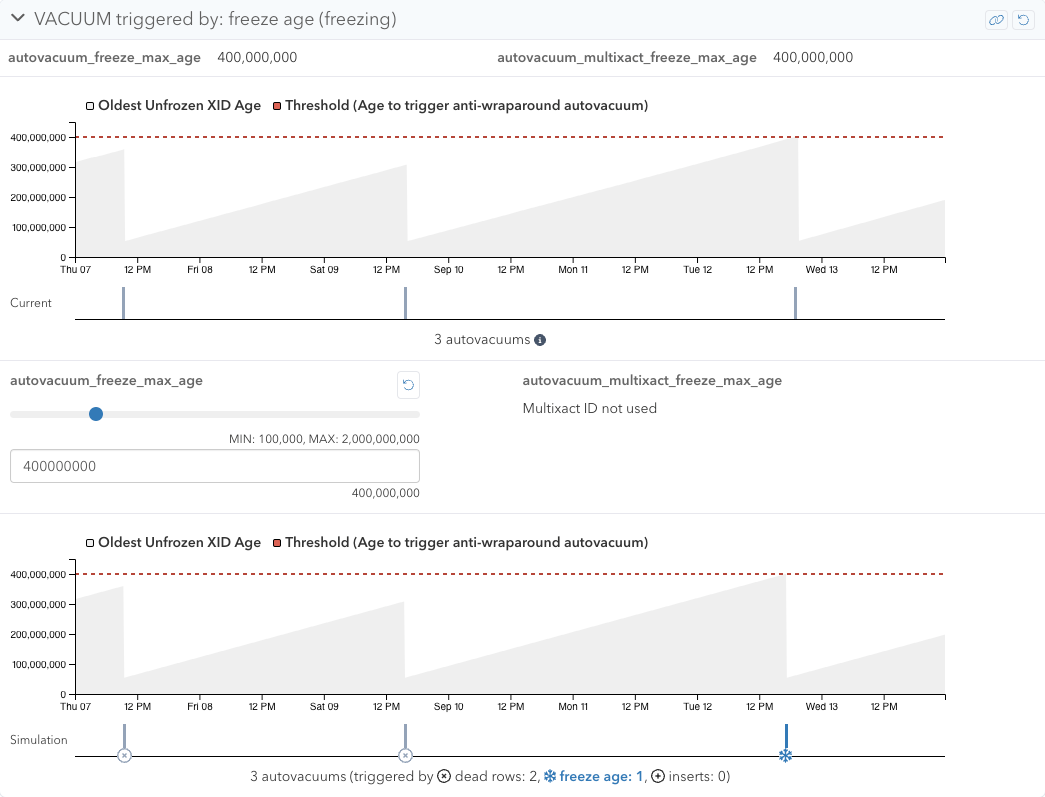 VACUUM triggered by: freeze age (freezing)
autovacuum_freeze_max_age 400,000,000 autovacuum_multixact_freeze_max_age 400,000,000
Oldest Unfrozen XID Age Threshold (Age to trigger anti-wraparound autovacuum)
400,000,000
300,000,000
200,000,000
100,000,000
0
Thu 07 12 PM Fri 08 12 PM Sat 09 12 PM Sep 10 12 PM Mon 11 12 PM Tue 12 12 PM Wed 13 12 PM
Current
3 autovacuums
autovacuum_freeze_max_age autovacuum_multixact_freeze_max_age
Multixact ID not used
MIN: 100,000, MAX: 2,000,000,000
400000000
400,000,000
Oldest Unfrozen XID Age Threshold (Age to trigger anti-wraparound autovacuum)
400,000,000
300,000,000
200,000,000
100,000,000
0
Thu 07 12 PM Fri 08 12 PM Sat 09 12 PM Sep 10 12 PM Mon 11 12 PM Tue 12 12 PM Wed 13 12 PM
Simulation
3 autovacuums (triggered by dead rows: 2, freeze age: 1, inserts: 0)